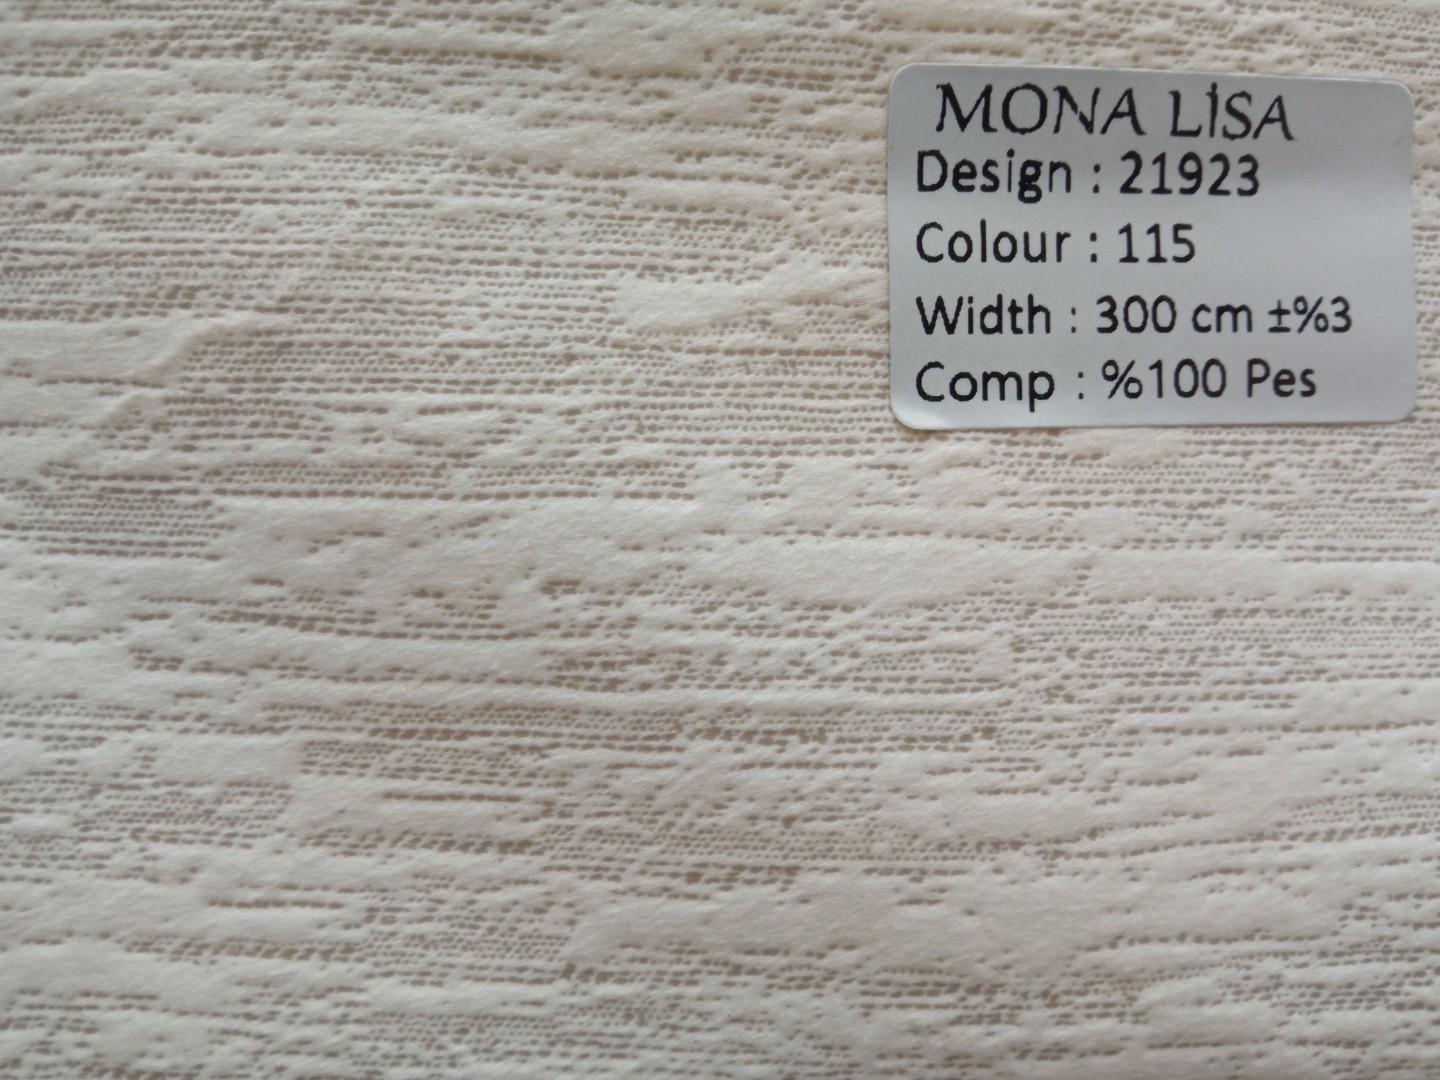 MONA LİSA
Design : 21923
Colour : 115
Width : 300 cm ±%3
Comp : %100 Pes